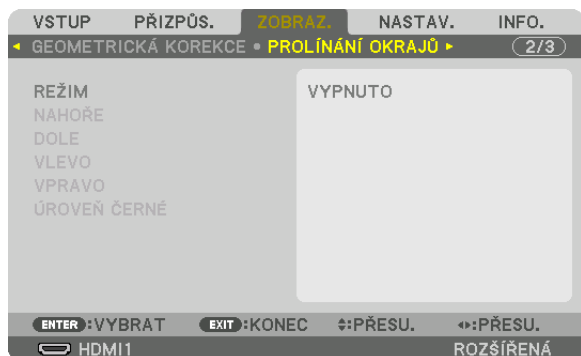 VSTUP PŘIZPŮS. ZOBRAZ. NASTAV. INFO.
GEOMETRICKÁ KOREKCE • PROLÍNÁNÍ OKRAJŮ 2/3
REŽIM VYPNUTO
NAHOŘE
DOLE
VLEVO
VPRAVO
ÚROVEŇ ČERNÉ
ENTER :VYBRAT EXIT :KONEC :PŘESU. :PŘESU.
HDMI1 ROZŠÍŘENÁ